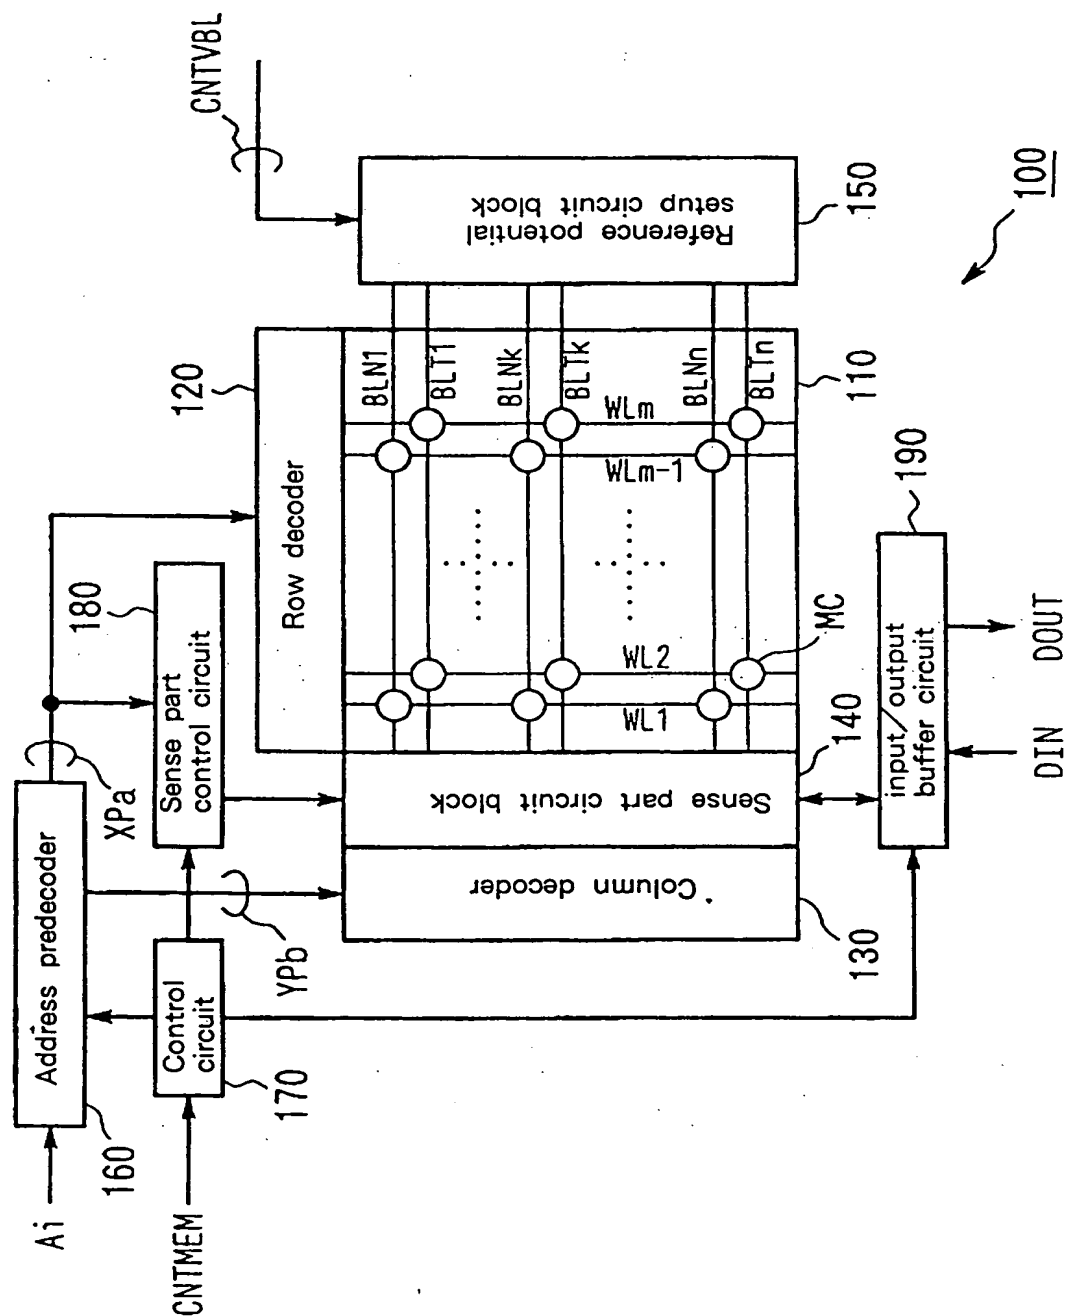 CNTVBL
100
Reference potential
setup circuit block
150
120
Row decoder
BLN1
BLT1
BLNk
BLTk
BLNn
BLTn
110
WLm
WLm-1
WL2
WL1
MC
190
input/output
buffer circuit
DOUT
DIN
180
Sense part
control circuit
XPa
Address predecoder
160
Ai
Control
circuit
170
CNTMEM
YPb
Sense part circuit block
140
Column decoder
130